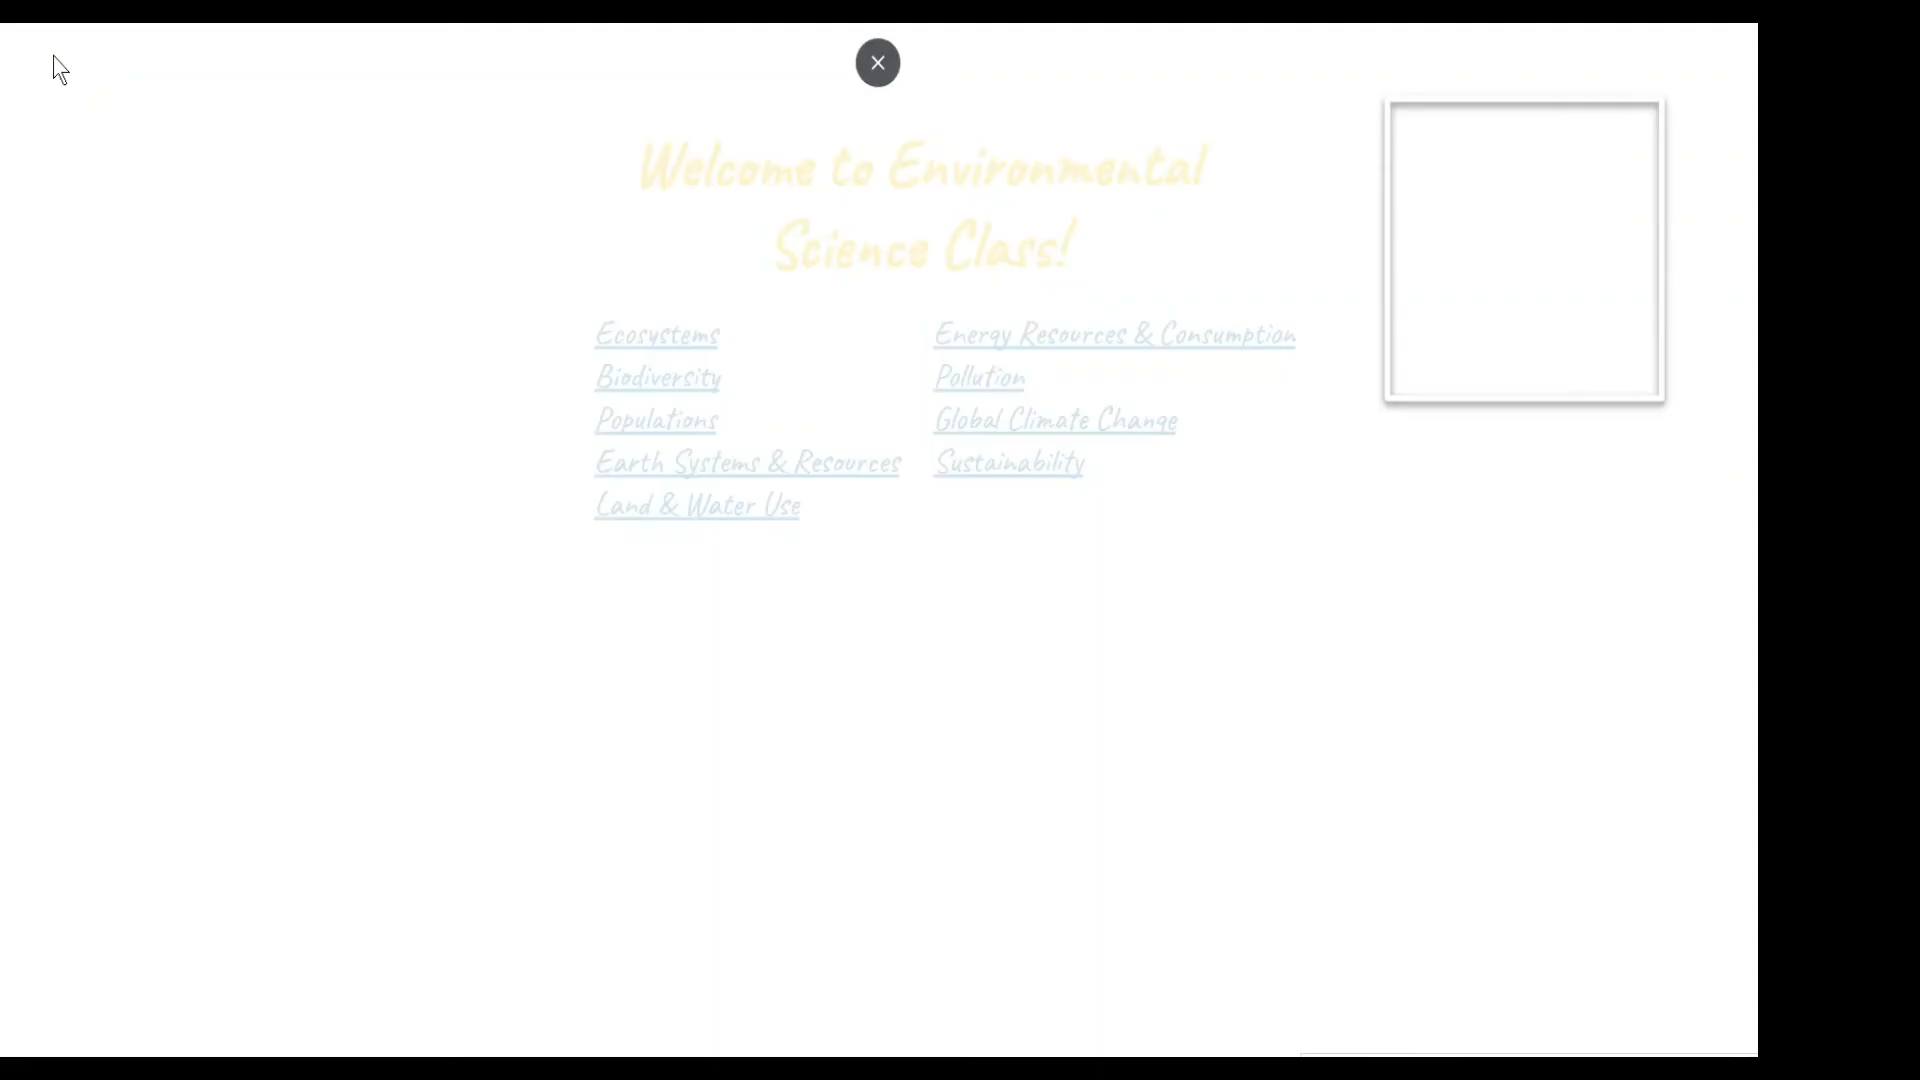 Welcome to Environmental
Science Class!
Ecosystems
Biodiversity
Populations
Earth Systems & Resources
Land & Water Use
Energy Resources & Consumption
Pollution
Global Climate Change
Sustainability